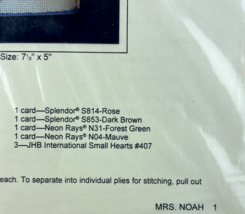 Size: 7½" x 5"
1 card—Splendor® S814-Rose
1 card—Splendor® S853-Dark Brown
1 card—Neon Rays® N31-Forest Green
1 card—Neon Rays® N04-Mauve
3—JHB International Small Hearts #407
each. To separate into individual plies for stitching, pull out
MRS. NOAH 1